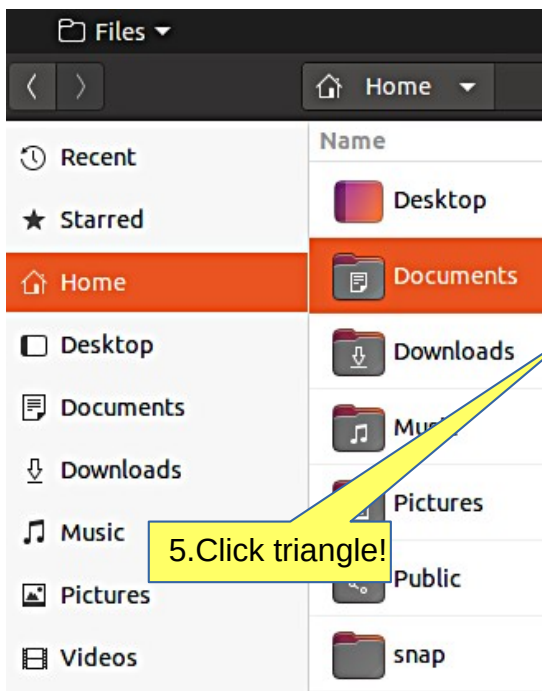 Files
Home
Recent
Starred
Home
Desktop
Documents
Downloads
Music
Pictures
Videos
Name
Desktop
Documents
Downloads
Music
Pictures
Public
snap
5.Click triangle!